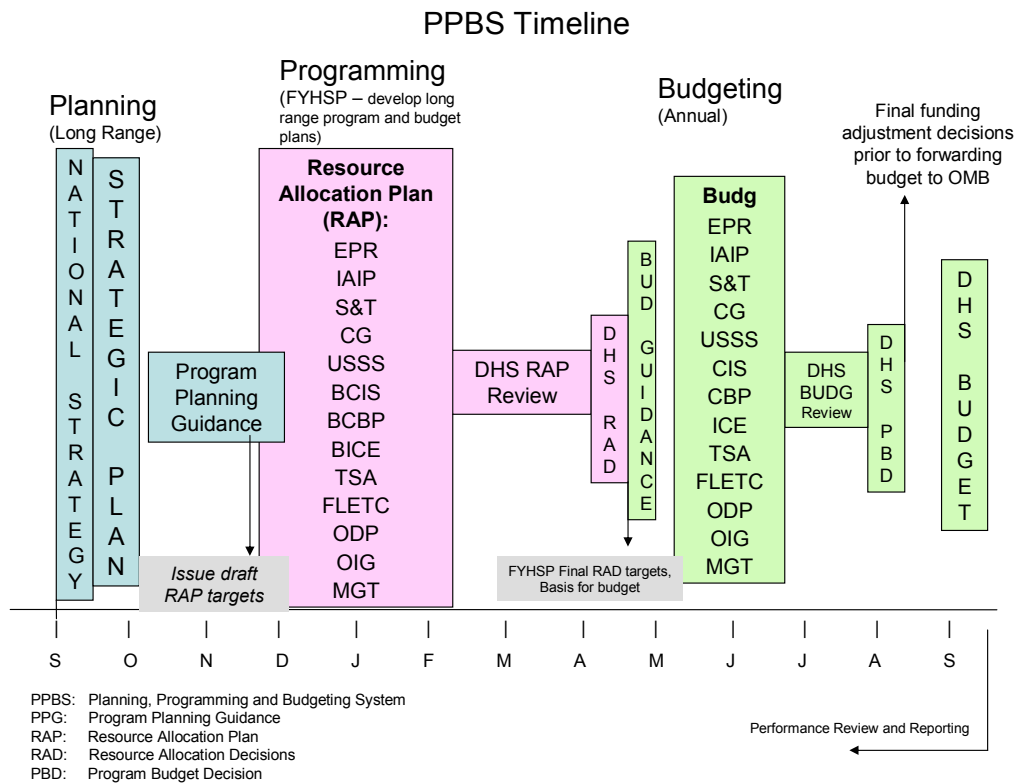 PPBS Timeline
Planning
(Long Range)
Programming
(FYHSP – develop long
range program and budget
plans)
Budgeting
(Annual)
Final funding
adjustment decisions
prior to forwarding
budget to OMB
NATIONAL STRATEGY
STRATEGIC PLAN
Program
Planning
Guidance
Issue draft
RAP targets
Resource
Allocation Plan
(RAP):
EPR
IAIP
S&T
CG
USSS
BCIS
BCBP
BICE
TSA
FLETC
ODP
OIG
MGT
DHS RAP
Review
DHS RAD
BUD GUIDANCE
FYHSP Final RAD targets,
Basis for budget
Budg
EPR
IAIP
S&T
CG
USSS
CIS
CBP
ICE
TSA
FLETC
ODP
OIG
MGT
DHS
BUDG
Review
DHS PBD
DHS BUDGET
S O N D J F M A M J J A S
PPBS: Planning, Programming and Budgeting System
PPG: Program Planning Guidance
RAP: Resource Allocation Plan
RAD: Resource Allocation Decisions
PBD: Program Budget Decision
Performance Review and Reporting